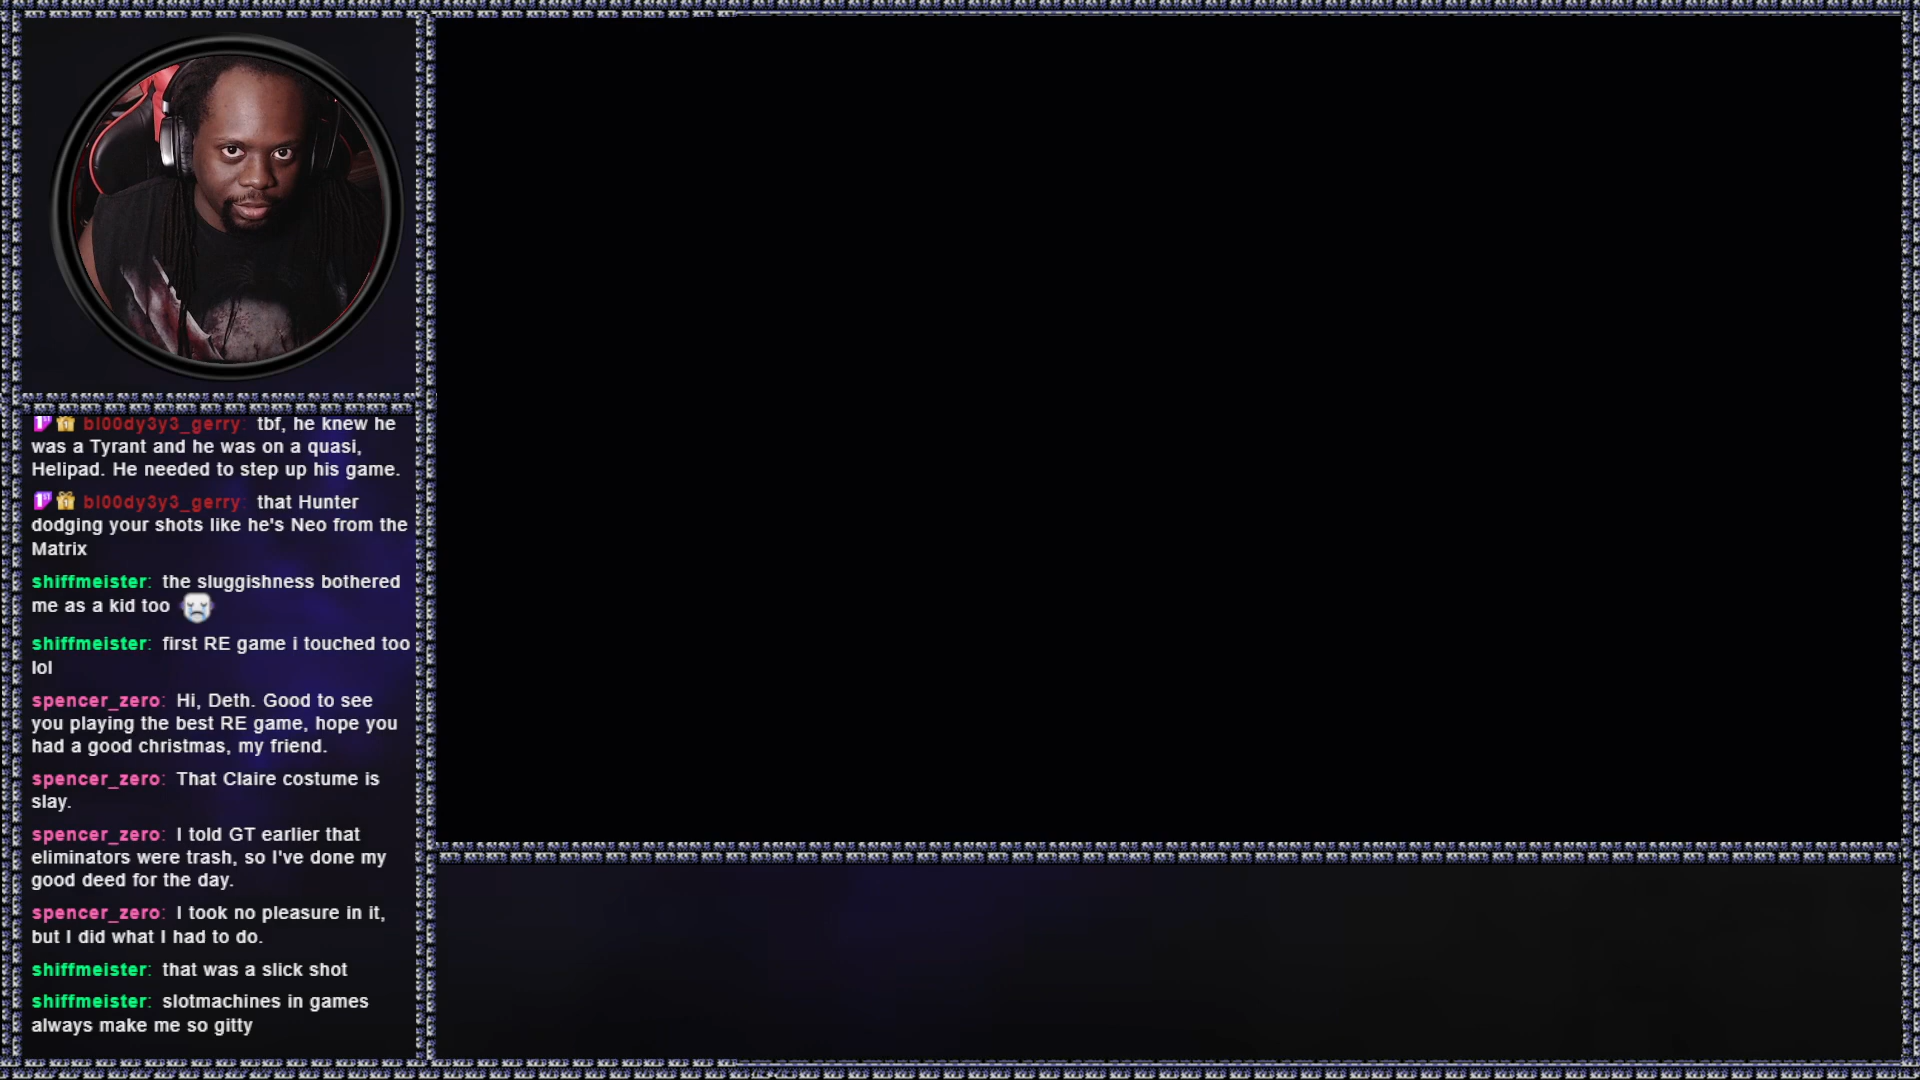 bl00dy3y3_gerry: tbf, he knew he
was a Tyrant and he was on a quasi,
Helipad. He needed to step up his game.
bl00dy3y3_gerry: that Hunter
dodging your shots like he's Neo from the
Matrix
shiffmeister: the sluggishness bothered
me as a kid too
shiffmeister: first RE game i touched too
lol
spencer_zero: Hi, Deth. Good to see
you playing the best RE game, hope you
had a good christmas, my friend.
spencer_zero: That Claire costume is
slay.
spencer_zero: I told GT earlier that
eliminators were trash, so I've done my
good deed for the day.
spencer_zero: I took no pleasure in it,
but I did what I had to do.
shiffmeister: that was a slick shot
shiffmeister: slotmachines in games
always make me so gitty